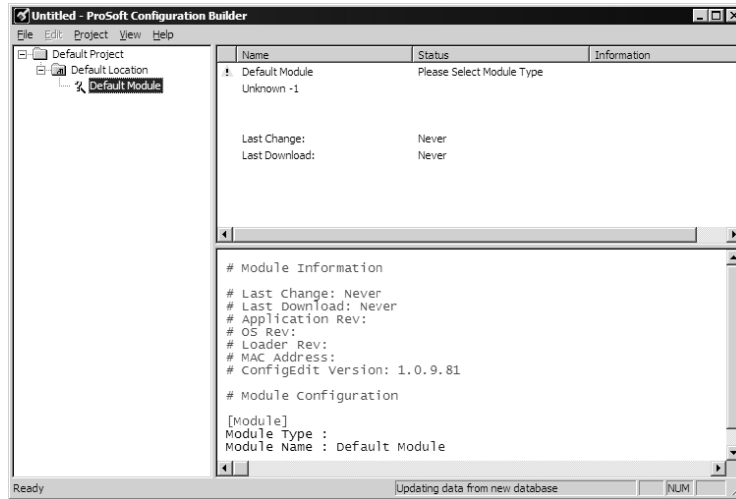 Untitled - ProSoft Configuration Builder
File Edit Project View Help
Default Project
Default Location
Default Module
Name Status Information
Default Module Please Select Module Type
Unknown -1
Last Change: Never
Last Download: Never
# Module Information
# Last Change: Never
# Last Download: Never
# Application Rev:
# OS Rev:
# Loader Rev:
# MAC Address:
# ConfigEdit Version: 1.0.9.81
# Module Configuration
[Module]
Module Type :
Module Name : Default Module
Ready Updating data from new database NUM